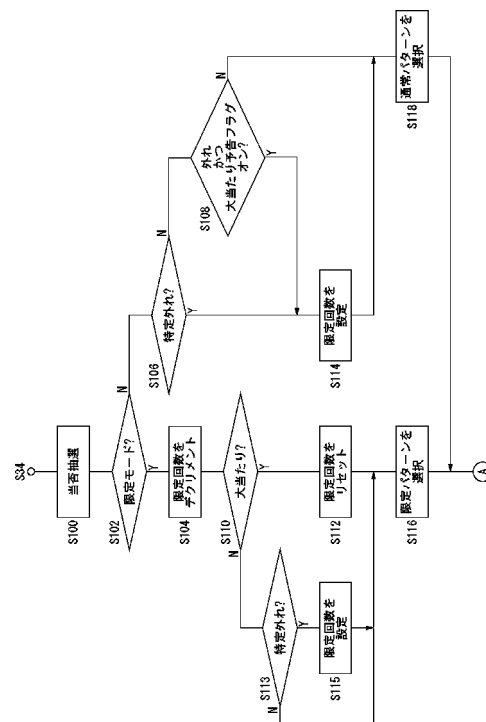 S34
当否抽選
S100
限定モード?
S102
N
Y
限定回数を
デクリメント
S104
特定外れ?
S106
N
Y
外れ
かつ
大当たり予告フラグ
オン?
S108
N
Y
大当たり?
S110
N
Y
限定回数を
リセット
S112
特定外れ?
S113
N
Y
限定回数を
設定
S115
限定回数を
設定
S114
限定パターンを
選択
S116
通常パターンを
選択
S118
A